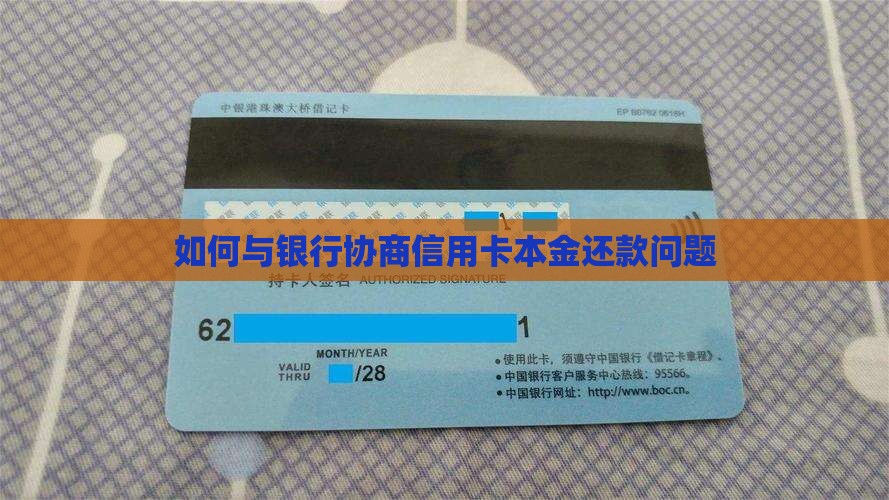 中银港珠澳大桥借记卡
EP B0762 0618H
1
如何与银行协商信用卡本金还款问题
持卡人签名 AUTHORIZED SIGNATURE
62 1
MONTH/YEAR
VALID THRU /28
• 使用此卡，须遵守中国银行《借记卡章程》。
• 中国银行客户服务中心热线：95566。
• 中国银行网址：http://www.boc.cn。